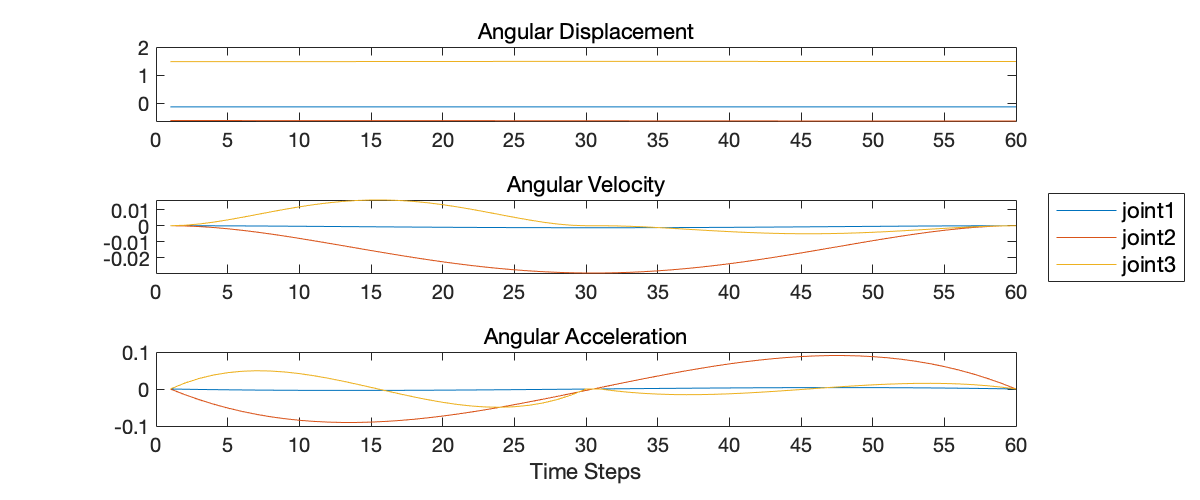 Angular Displacement
2
1
0
0 5 10 15 20 25 30 35 40 45 50 55 60
Angular Velocity
0.01
0
-0.01
-0.02
0 5 10 15 20 25 30 35 40 45 50 55 60
joint1
joint2
joint3
Angular Acceleration
0.1
0
-0.1
0 5 10 15 20 25 30 35 40 45 50 55 60
Time Steps